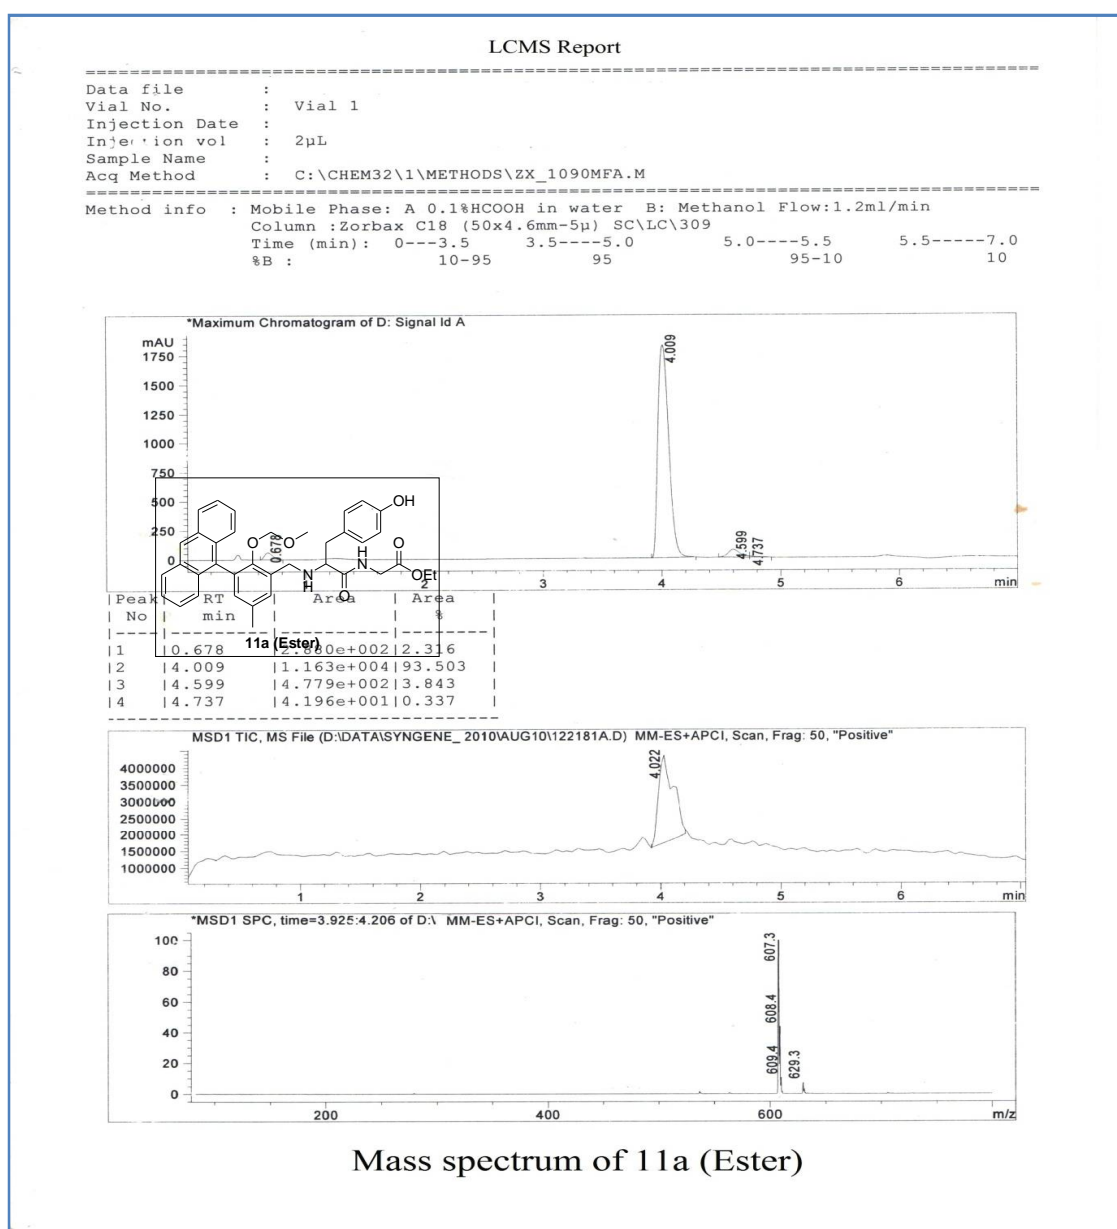 LCMS Report
================================================================
Data file :
Vial No. : Vial 1
Injection Date :
Injection vol : 2µL
Sample Name :
Acq Method : C:\CHEM32\1\METHODS\ZX_1090MFA.M
================================================================
Method info : Mobile Phase: A 0.1%HCOOH in water B: Methanol Flow:1.2ml/min
Column :Zorbax C18 (50x4.6mm-5µ) SC\LC\309
Time (min): 0---3.5 3.5----5.0 5.0----5.5 5.5-----7.0
%B : 10-95 95 95-10 10
*Maximum Chromatogram of D: Signal Id A
mAU
1750
1500
1250
1000
750
500
250
0
0.678
4.009
4.599
4.737
2 3 4 5 6 min
O O OH
N H
O
H N
O
OEt
11a (Ester)
|Peak| RT | Area | Area |
| No | min | | % |
|1 |0.678 | |2.316 |
|2 |4.009 |1.163e+004|93.503 |
|3 |4.599 |4.779e+002|3.843 |
|4 |4.737 |4.196e+001|0.337 |
MSD1 TIC, MS File (D:\DATA\SYNGENE_ 2010\AUG10\122181A.D) MM-ES+APCI, Scan, Frag: 50, "Positive"
4000000
3500000
3000000
2500000
2000000
1500000
1000000
4.022
1 2 3 4 5 6 min
*MSD1 SPC, time=3.925:4.206 of D:\ MM-ES+APCI, Scan, Frag: 50, "Positive"
100
80
60
40
20
0
607.3
608.4
609.4
629.3
200 400 600 m/z
Mass spectrum of 11a (Ester)